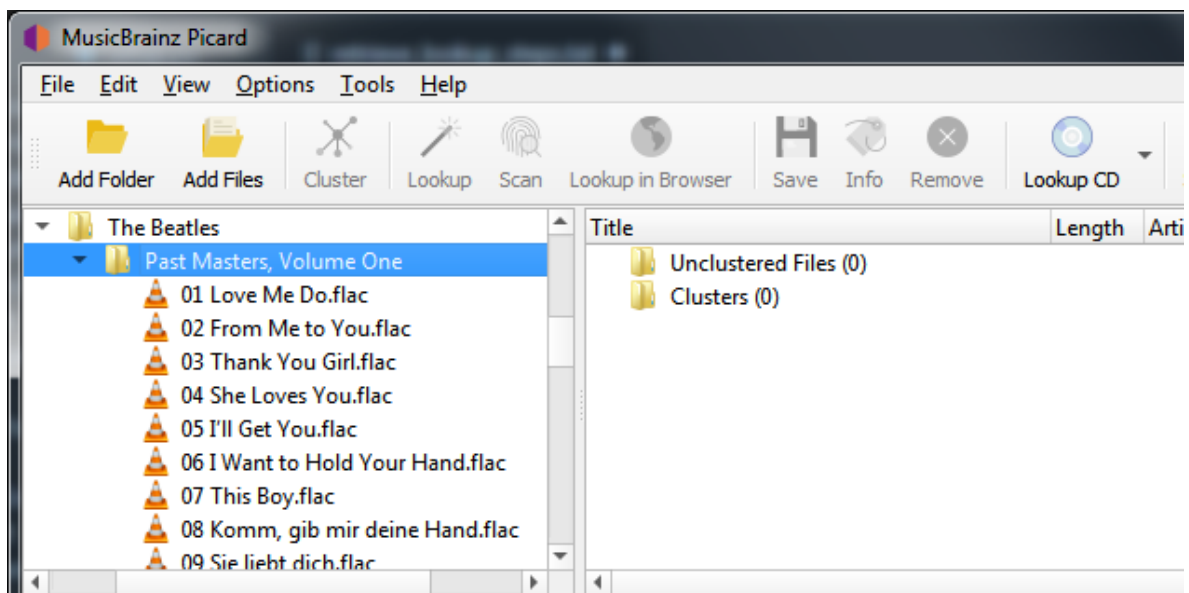 MusicBrainz Picard
File Edit View Options Tools Help
Add Folder Add Files Cluster Lookup Scan Lookup in Browser Save Info Remove Lookup CD
The Beatles
Past Masters, Volume One
01 Love Me Do.flac
02 From Me to You.flac
03 Thank You Girl.flac
04 She Loves You.flac
05 I'll Get You.flac
06 I Want to Hold Your Hand.flac
07 This Boy.flac
08 Komm, gib mir deine Hand.flac
09 Sie liebt dich.flac
Title Length Arti
Unclustered Files (0)
Clusters (0)